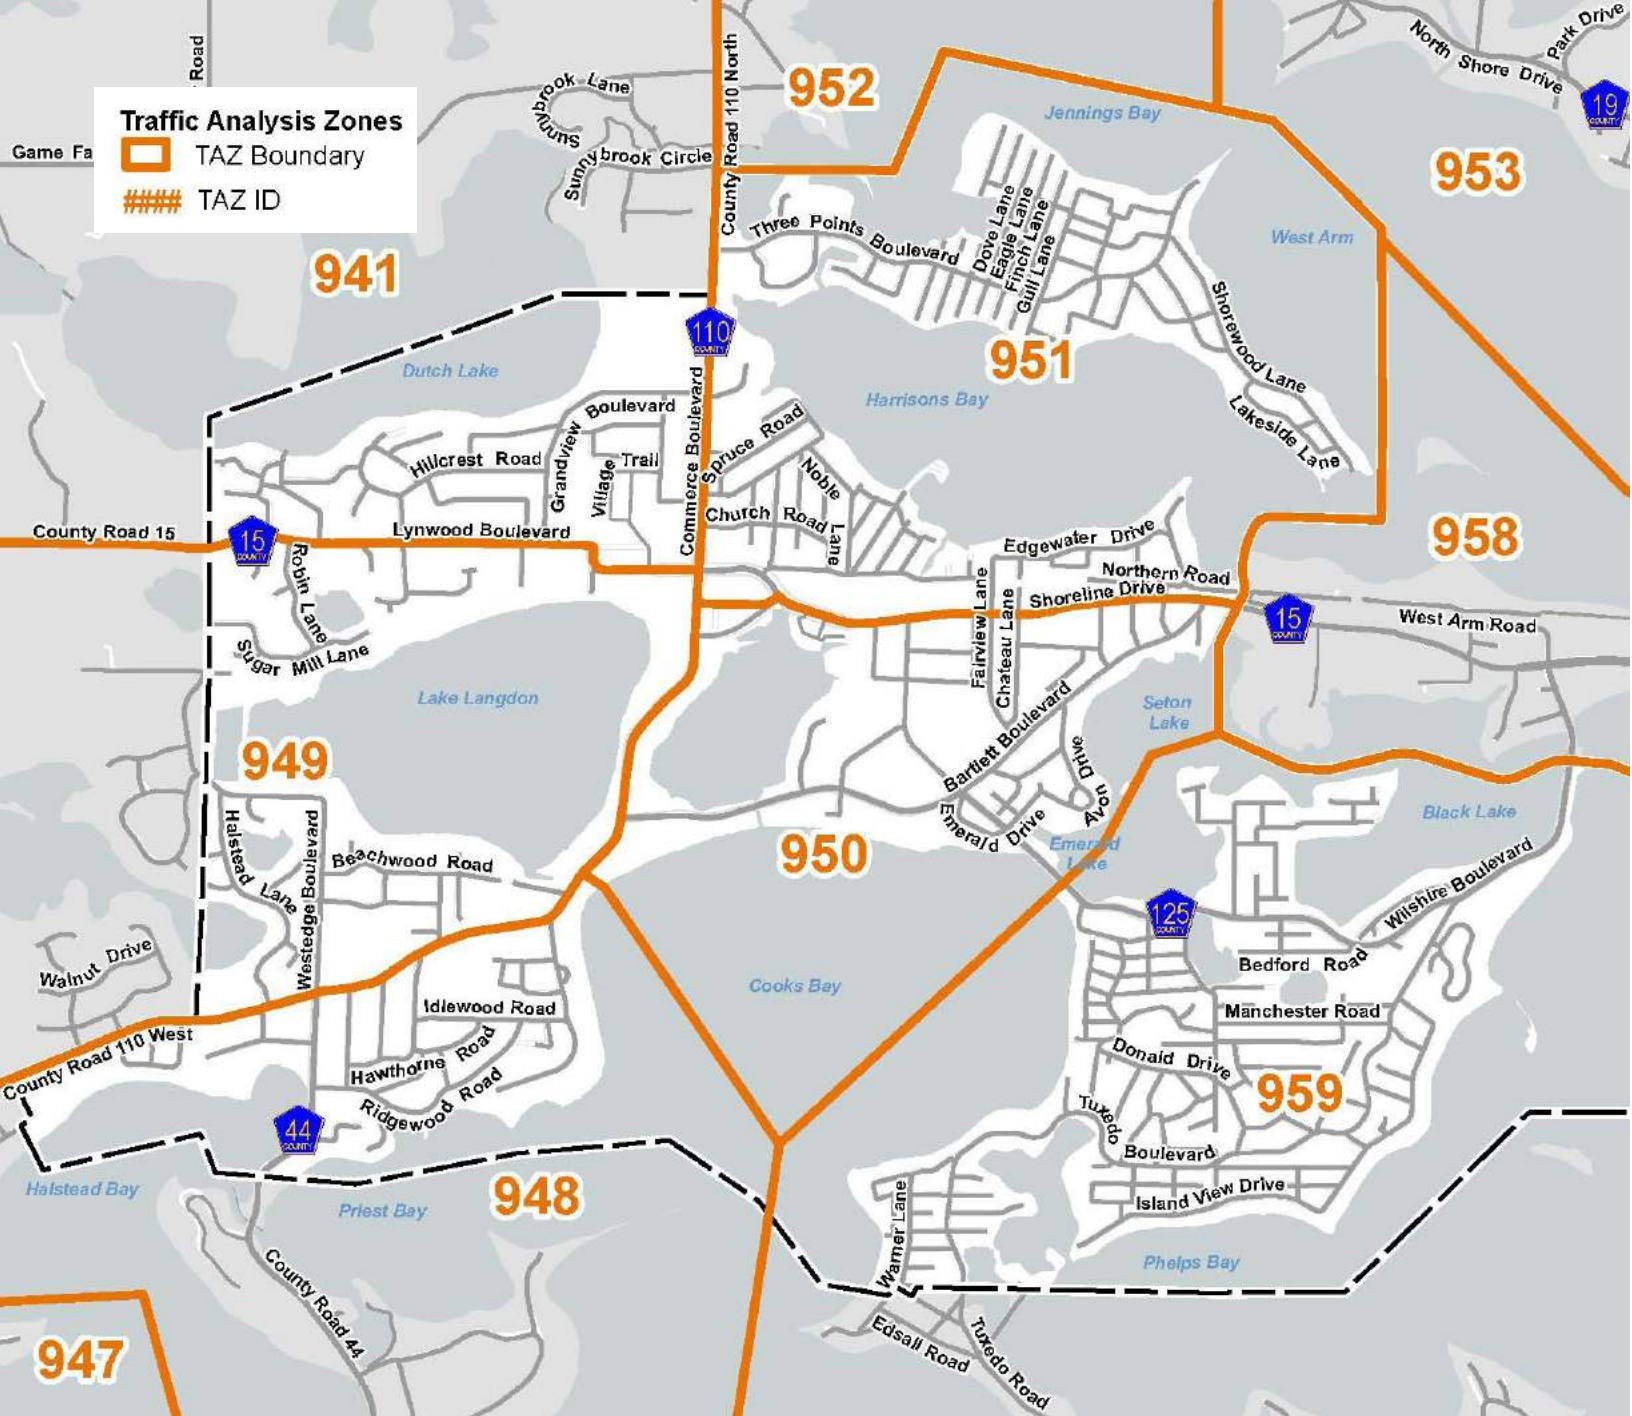 Road
Sunnybrook Lane
County Road 110 North
952
Jennings Bay
North Shore Drive
Park Drive
19
COUNTY
Traffic Analysis Zones
TAZ Boundary
#### TAZ ID
Game Fa
Sunnybrook Circle
953
941
Three Points Boulevard
Dove Lane
Eagle Lane
Finch Lane
Gull Lane
West Arm
110
COUNTY
951
Shorewood Lane
Dutch Lake
Harrisons Bay
Lakeside Lane
Boulevard
Grandview
Commerce Boulevard
Spruce Road
Hillcrest Road
Village
Trail
Noble
Lane
Church Road
County Road 15
15
COUNTY
Lynwood Boulevard
Edgewater Drive
958
Robin Lane
Northern Road
Shoreline Drive
Fairview Lane
Chateau Lane
15
COUNTY
West Arm Road
Sugar Mill Lane
Lake Langdon
Seton
Lake
949
Bartlett Boulevard
Avon Drive
Halstead Lane
Westedge Boulevard
Beachwood Road
950
Emerald Drive
Emerald
Lake
Black Lake
Wilshire Boulevard
125
COUNTY
Walnut Drive
Cooks Bay
Bedford Road
Idlewood Road
Manchester Road
County Road 110 West
Hawthorne Road
Donald Drive
959
Ridgewood Road
44
COUNTY
Tuxedo
Boulevard
Halstead Bay
Priest Bay
948
Warner Lane
Island View Drive
Phelps Bay
County Road 44
947
Edsall Road
Tuxedo Road